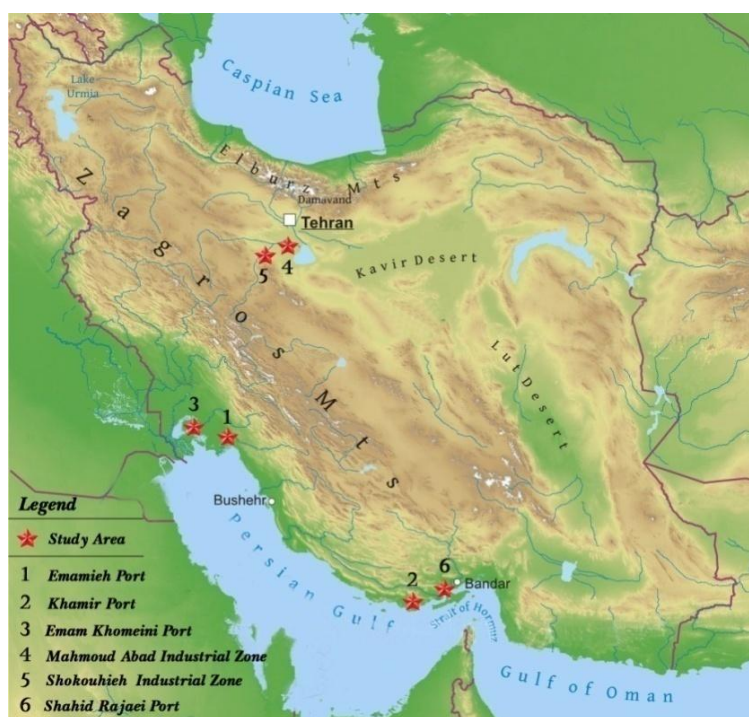 Caspian Sea
Lake
Urmia
Elburz Mts
Damavand
Tehran
Zagros Mts
5 4
Kavir Desert
Lut Desert
3 1
Bushehr
Persian Gulf
2 6
Bandar
Strait of Hormuz
Gulf of Oman
Legend
Study Area
1 Emamieh Port
2 Khamir Port
3 Emam Khomeini Port
4 Mahmoud Abad Industrial Zone
5 Shokouhieh Industrial Zone
6 Shahid Rajaei Port